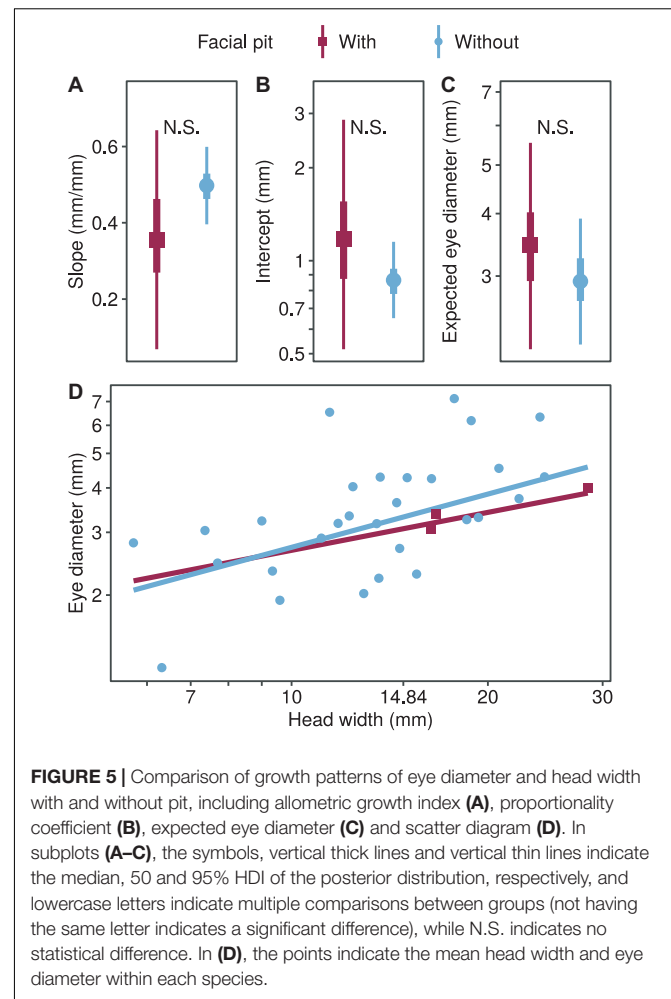 Facial pit With Without
A
N.S.
Slope (mm/mm)
0.6
0.4
0.2
B
N.S.
Intercept (mm)
3
2
1
0.7
0.5
C
N.S.
Expected eye diameter (mm)
7
5
4
3
D
Eye diameter (mm)
7
6
5
4
3
2
7 10 14.84 20 30
Head width (mm)
FIGURE 5 | Comparison of growth patterns of eye diameter and head width
with and without pit, including allometric growth index (A), proportionality
coefficient (B), expected eye diameter (C) and scatter diagram (D). In
subplots (A–C), the symbols, vertical thick lines and vertical thin lines indicate
the median, 50 and 95% HDI of the posterior distribution, respectively, and
lowercase letters indicate multiple comparisons between groups (not having
the same letter indicates a significant difference), while N.S. indicates no
statistical difference. In (D), the points indicate the mean head width and eye
diameter within each species.